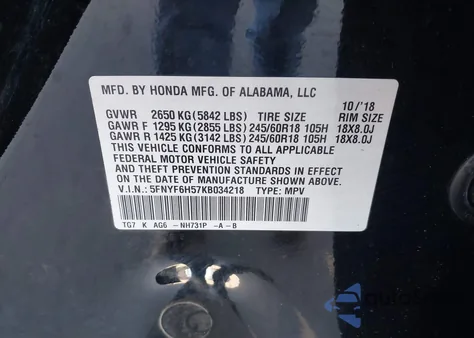 MFD. BY HONDA MFG. OF ALABAMA, LLC
10/'18
GVWR 2650 KG (5842 LBS) TIRE SIZE RIM SIZE
GAWR F 1295 KG (2855 LBS) 245/60R18 105H 18X8.0J
GAWR R 1425 KG (3142 LBS) 245/60R18 105H 18X8.0J
THIS VEHICLE CONFORMS TO ALL APPLICABLE
FEDERAL MOTOR VEHICLE SAFETY
AND THEFT PREVENTION STANDARDS IN EFFECT
ON THE DATE OF MANUFACTURE SHOWN ABOVE.
V.I.N.: 5FNYF6H57KB034218 TYPE: MPV
TG7 K AG6 -NH731P -A-B